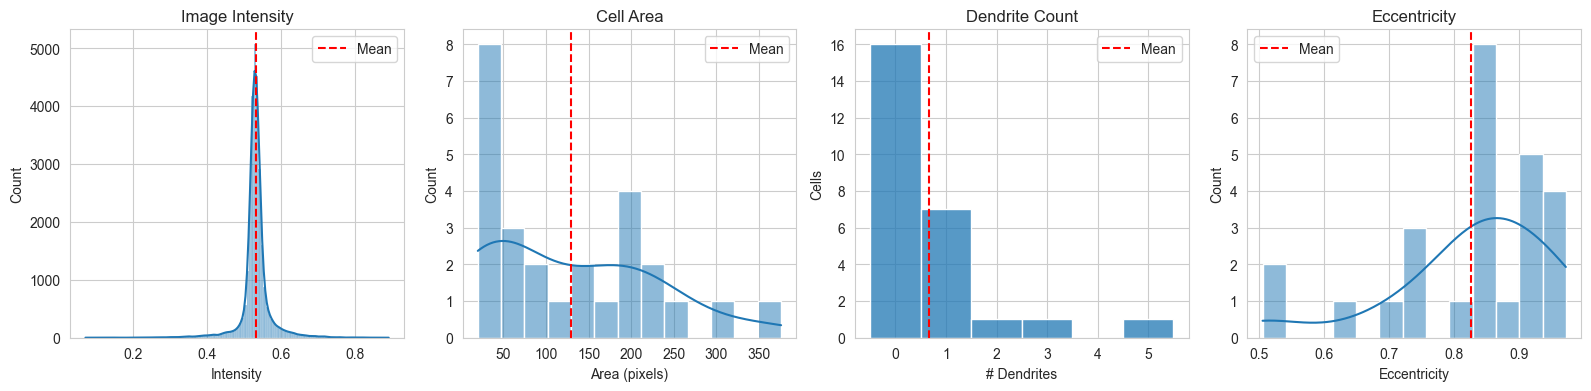 Image Intensity
Mean
Count
5000
4000
3000
2000
1000
0
0.2 0.4 0.6 0.8
Intensity
Cell Area
Mean
Count
8
7
6
5
4
3
2
1
0
50 100 150 200 250 300 350
Area (pixels)
Dendrite Count
Mean
Cells
16
14
12
10
8
6
4
2
0
0 1 2 3 4 5
# Dendrites
Eccentricity
Mean
Count
8
7
6
5
4
3
2
1
0
0.5 0.6 0.7 0.8 0.9
Eccentricity